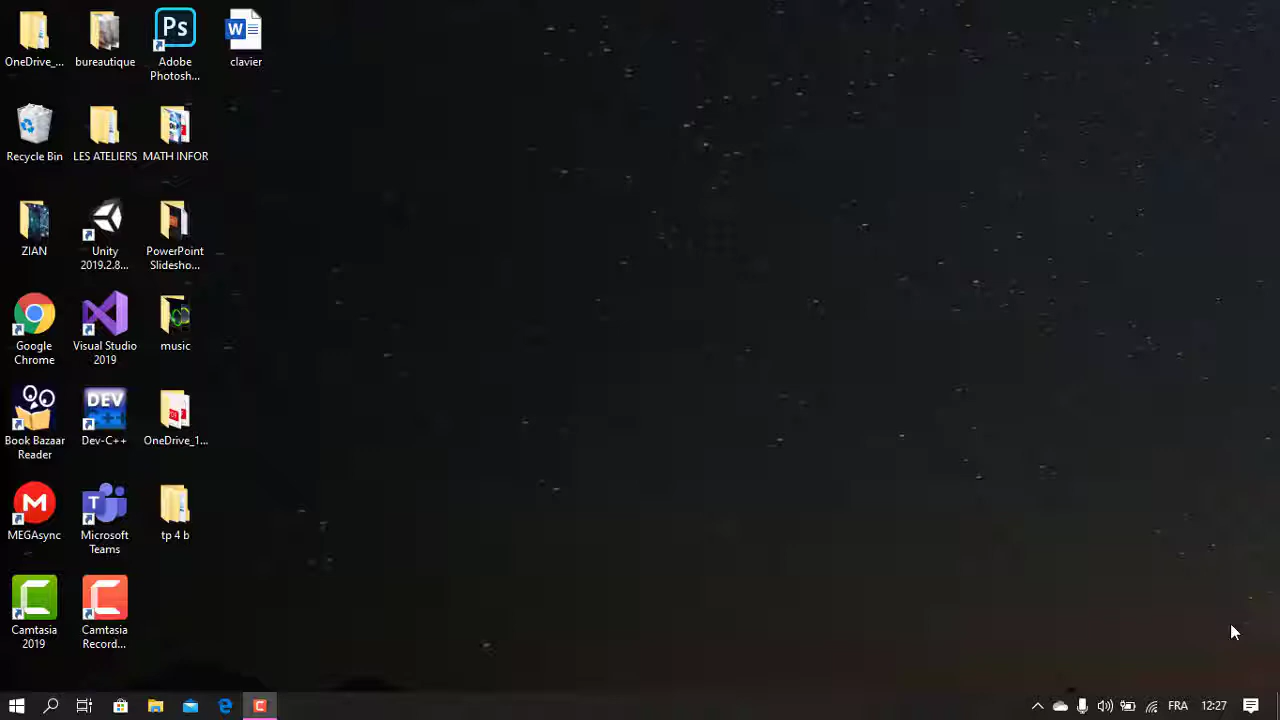 OneDrive_...
bureautique
Adobe
Photosh...
clavier
Recycle Bin
LES ATELIERS
MATH INFOR
ZIAN
Unity
2019.2.8...
PowerPoint
Slidesho...
Google
Chrome
Visual Studio
2019
music
Book Bazaar
Reader
Dev-C++
OneDrive_1...
MEGAsync
Microsoft
Teams
tp 4 b
Camtasia
2019
Camtasia
Record...
Ps
W
DEV
C++
M
T
PDF
FRA
12:27